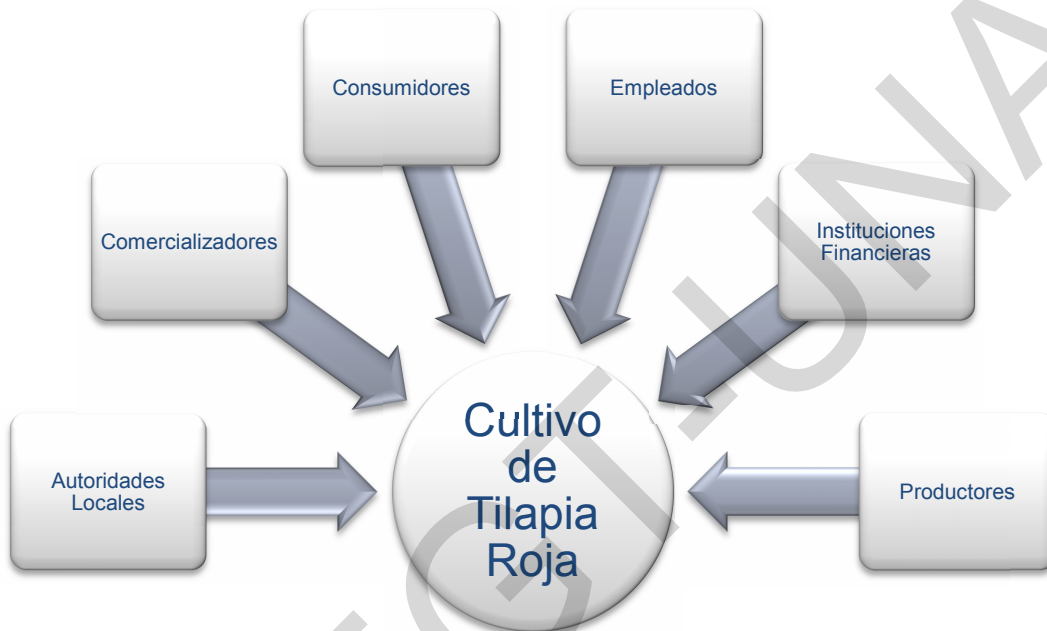 Consumidores
Empleados
Comercializadores
Instituciones
Financieras
Autoridades
Locales
Cultivo
de
Tilapia
Roja
Productores